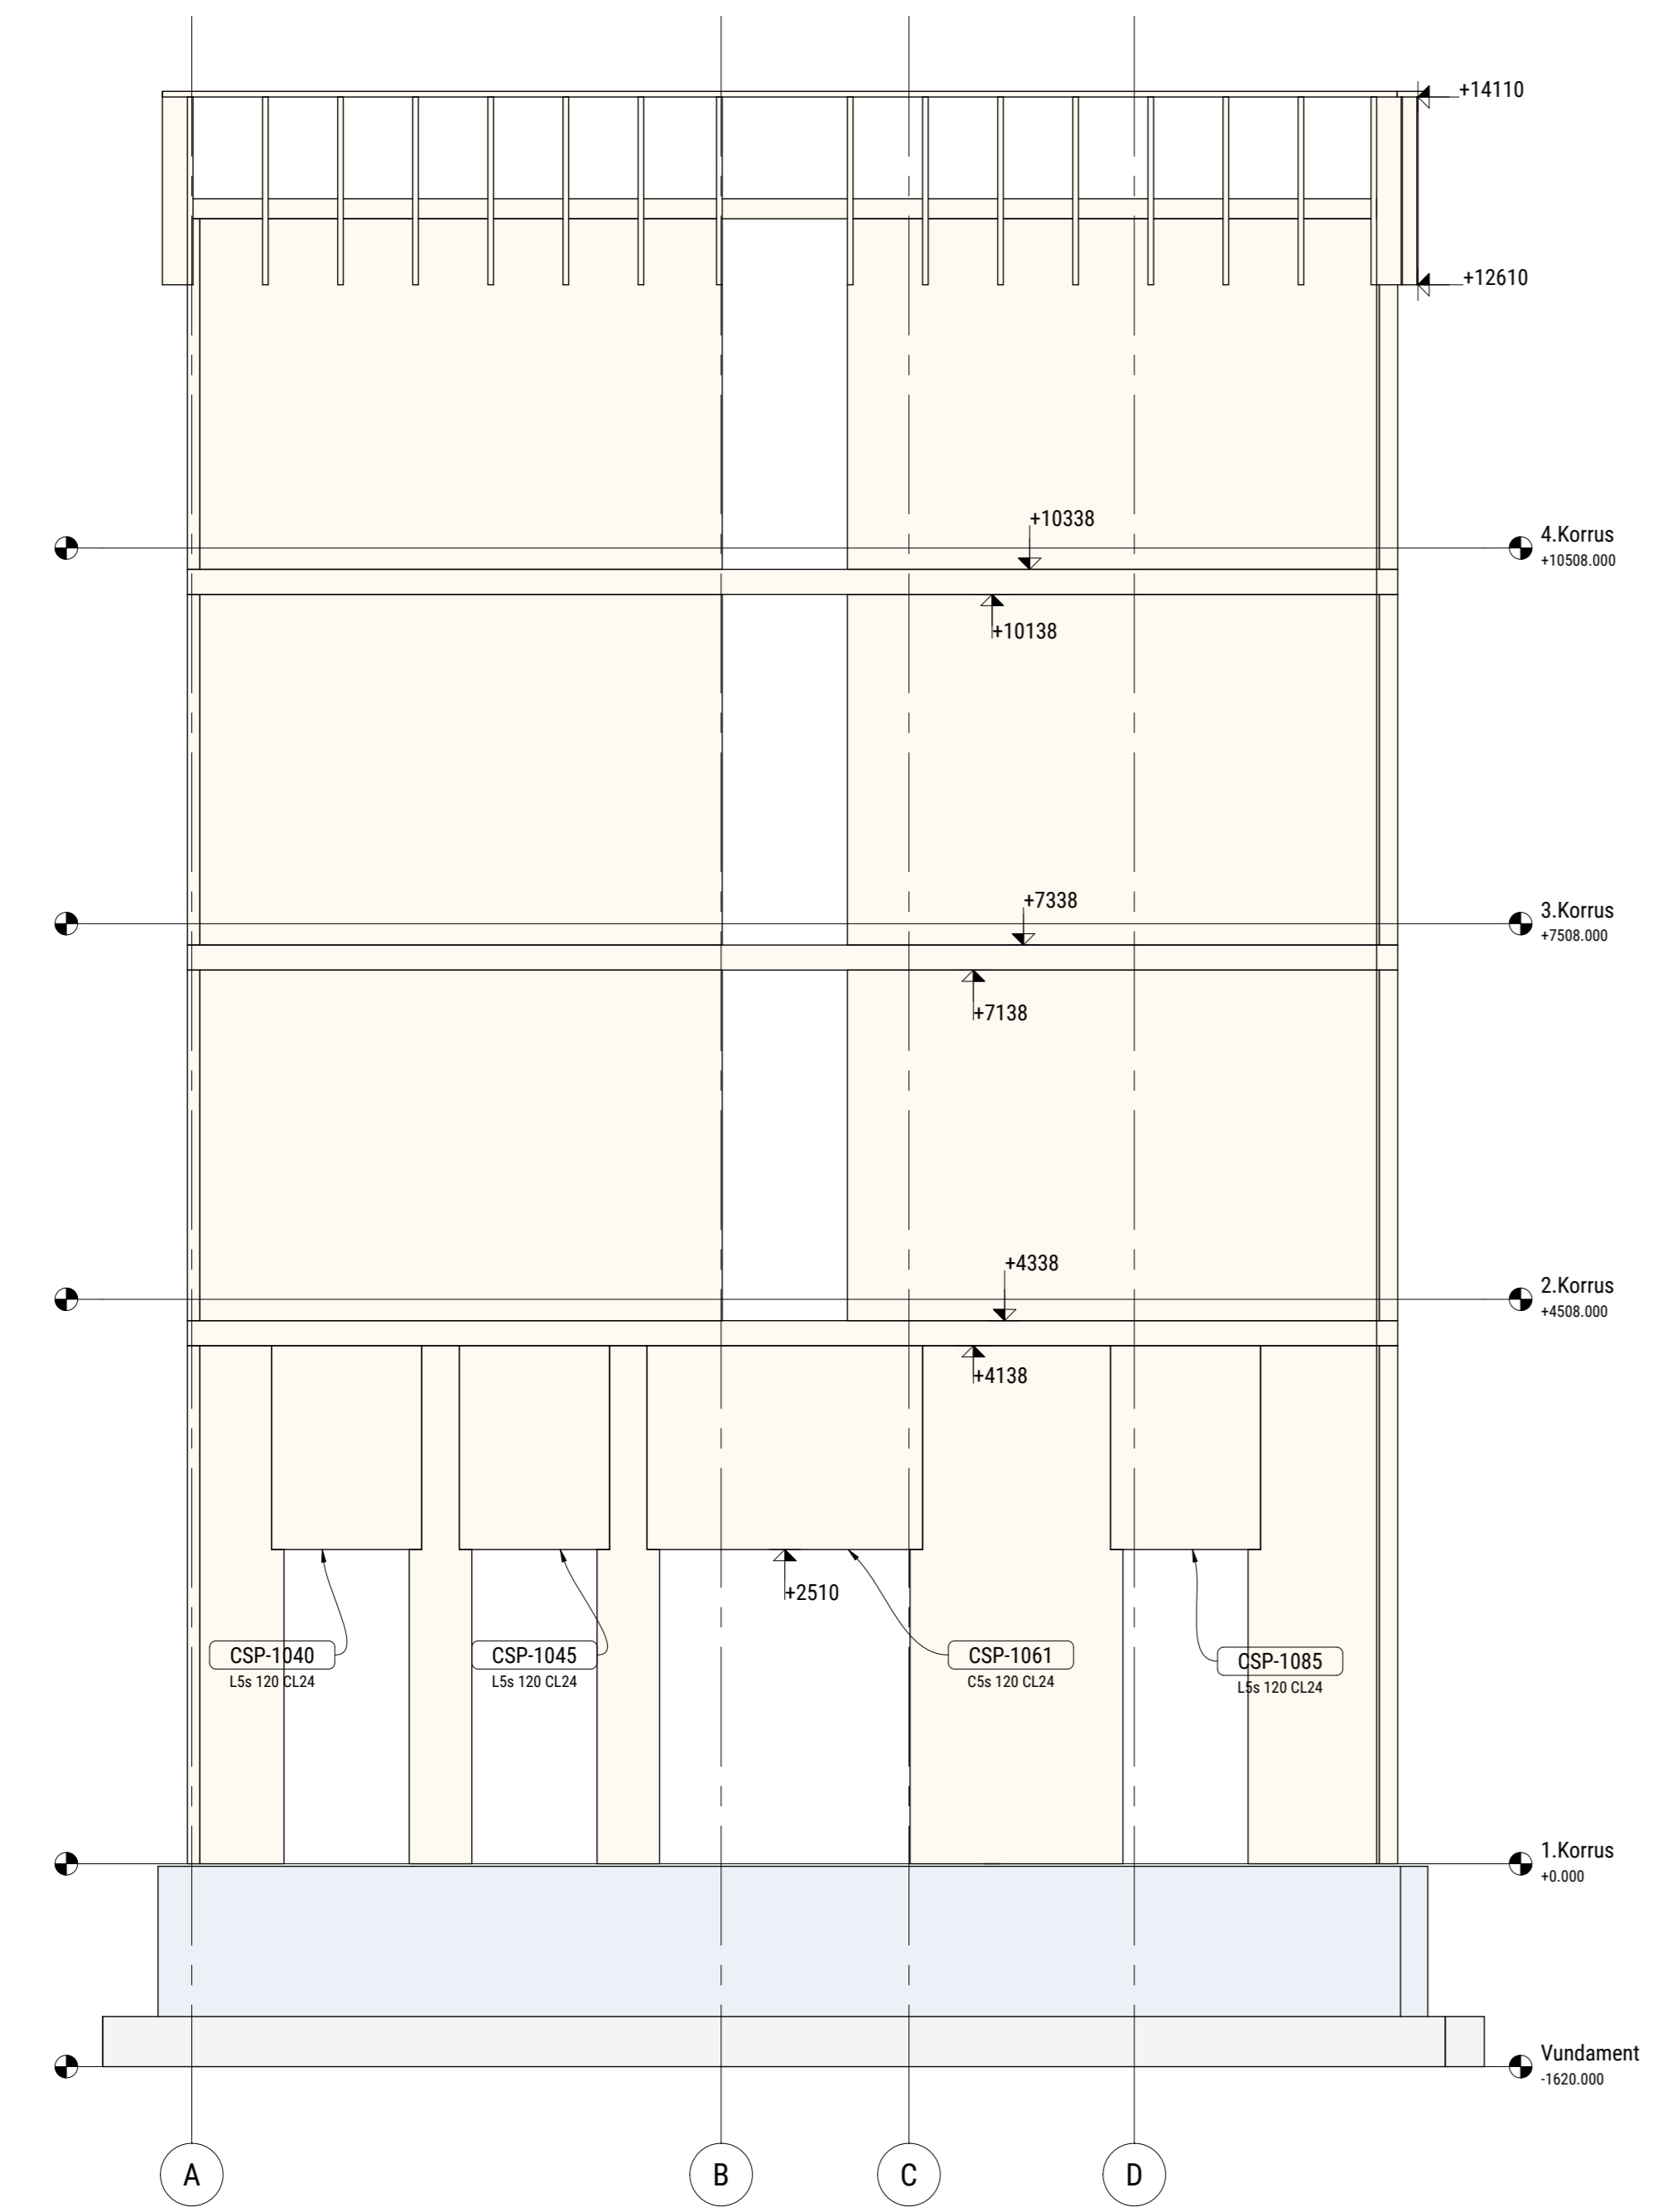 +14110
+12610
+10338
4.Korrus
+10508.000
+10138
+7338
3.Korrus
+7508.000
+7138
+4338
2.Korrus
+4508.000
+4138
+2510
CSP-1040
L5s 120 CL24
CSP-1045
L5s 120 CL24
CSP-1061
C5s 120 CL24
CSP-1085
L5s 120 CL24
1.Korrus
+0.000
Vundament
-1620.000
A
B
C
D